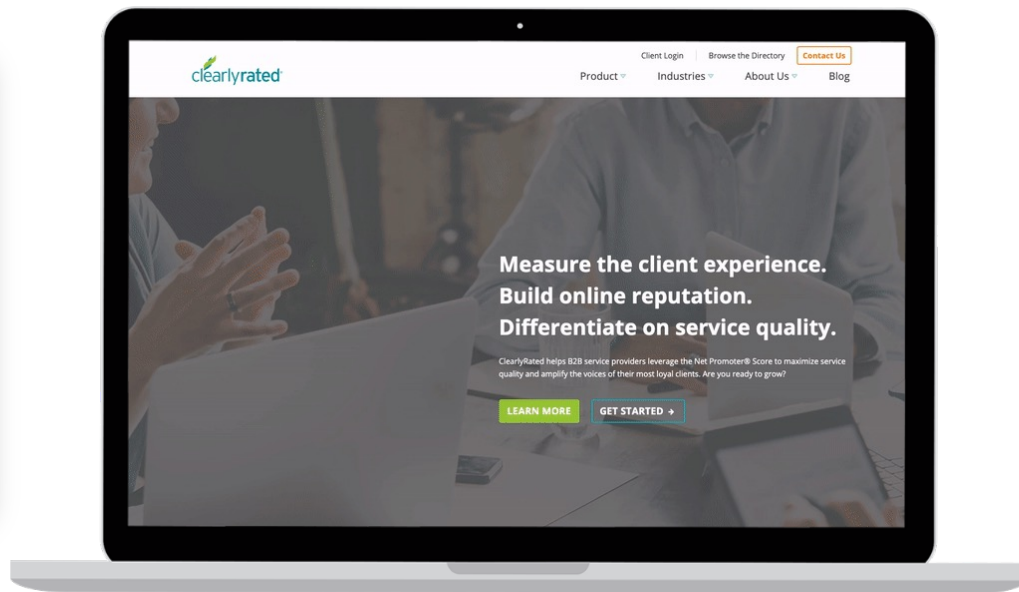 Client Login
Browse the Directory
Contact Us
clearlyrated
Product
Industries
About Us
Blog
Measure the client experience.
Build online reputation.
Differentiate on service quality.
ClearlyRated helps B2B service providers leverage the Net Promoter® Score to maximize service
quality and amplify the voices of their most loyal clients. Are you ready to grow?
LEARN MORE
GET STARTED →